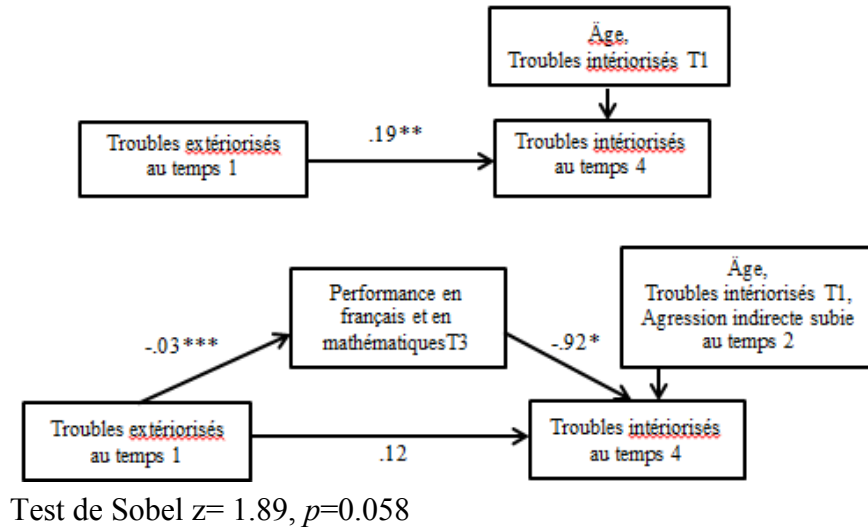 Äge,
Troubles intériorisés T1
Troubles extériorisés
au temps 1
.19**
Troubles intériorisés
au temps 4
Äge,
Troubles intériorisés T1,
Agression indirecte subie
au temps 2
Performance en
français et en
mathématiquesT3
-.03***
-.92*
Troubles extériorisés
au temps 1
.12
Troubles intériorisés
au temps 4
Test de Sobel z= 1.89, p=0.058